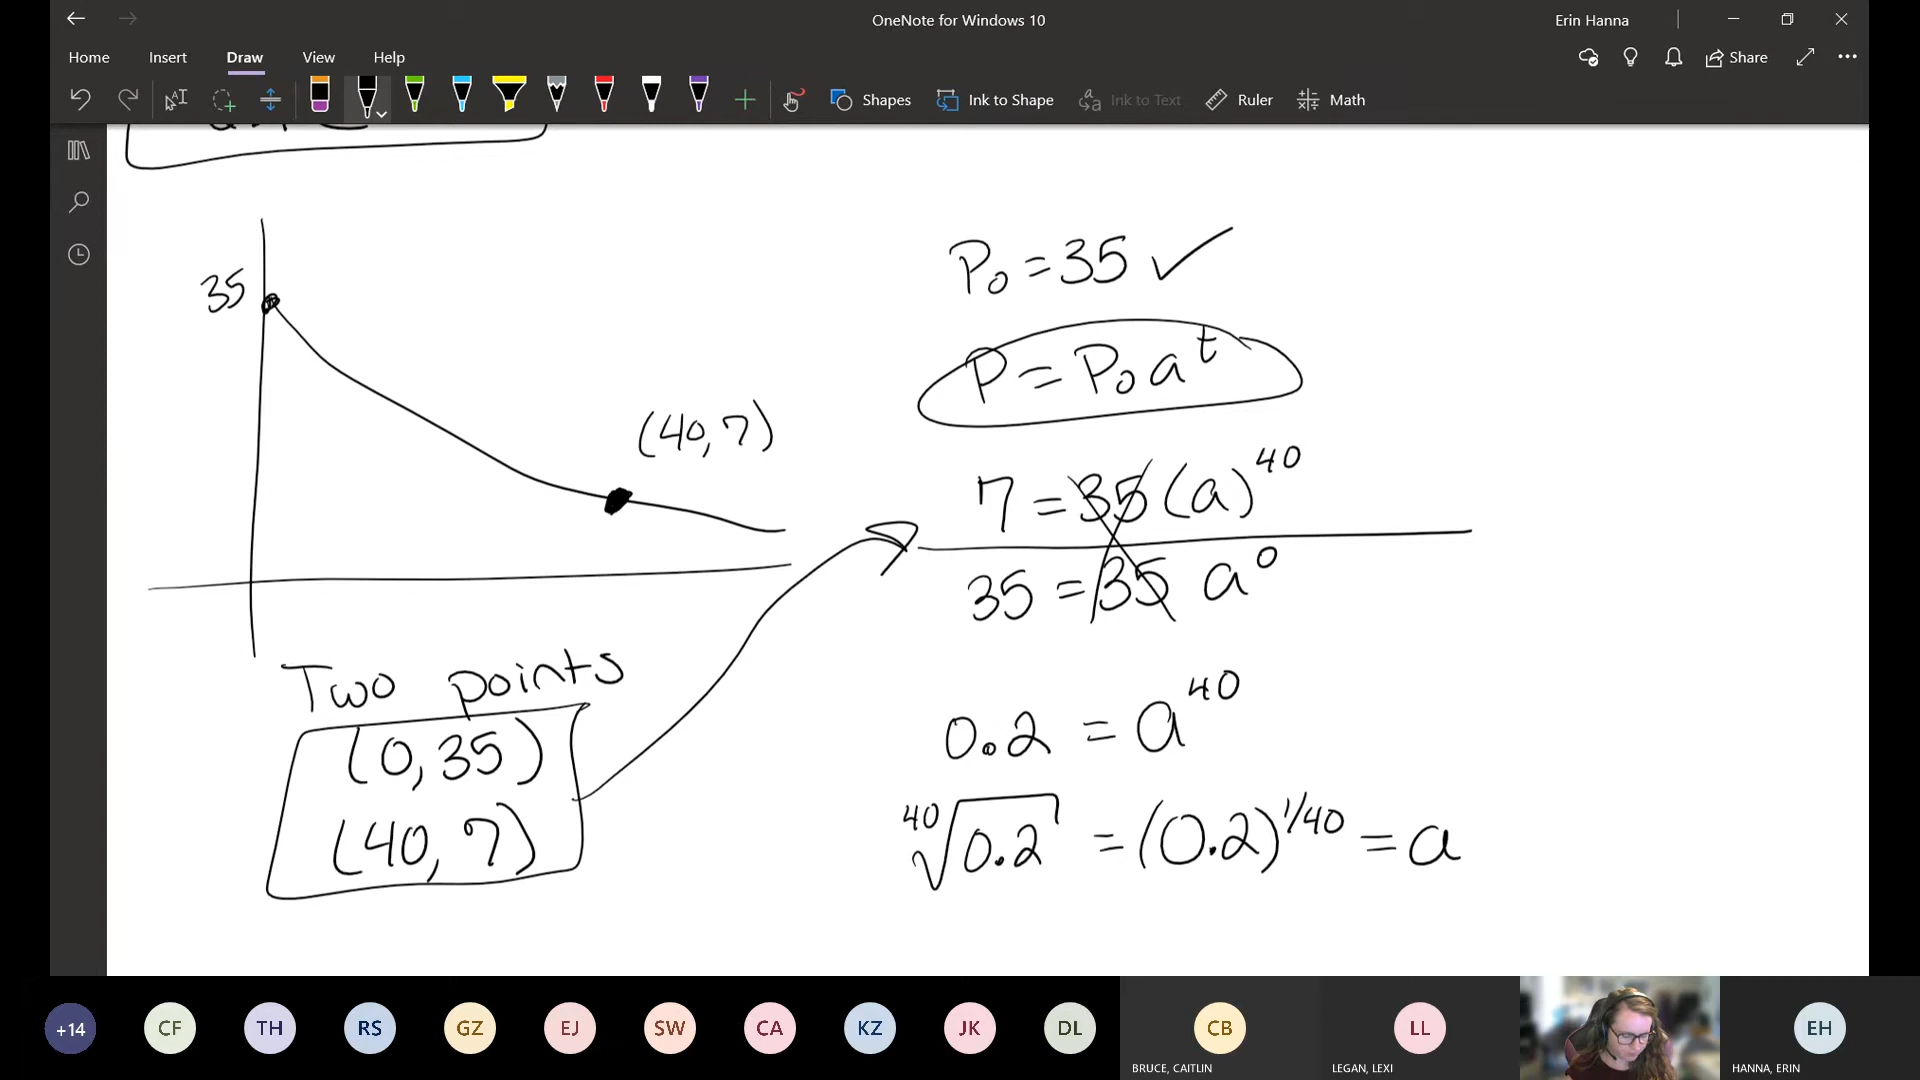 OneNote for Windows 10
Erin Hanna
Home Insert Draw View Help
Share
Shapes Ink to Shape Ink to Text Ruler Math
35
(40,7)
Two points
(0,35)
(40,7)
P₀ = 35 ✓
P = P₀aᵗ
7 = 35(a)⁴⁰
35 = 35 a⁰
0.2 = a⁴⁰
⁴⁰√0.2 = (0.2)^1/40 = a
+14 CF TH RS GZ EJ SW CA KZ JK DL CB LL EH
BRUCE, CAITLIN LEGAN, LEXI HANNA, ERIN